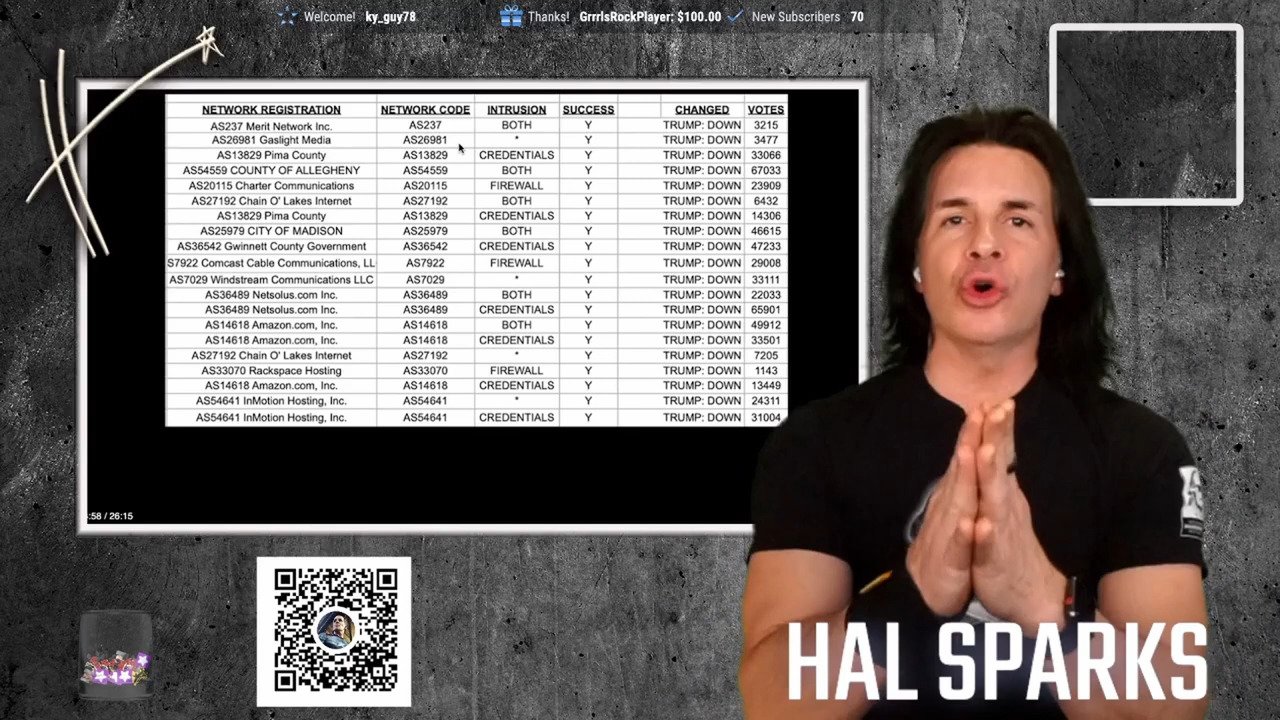 Welcome! ky_guy78 Thanks! GrrrlsRockPlayer: $100.00 New Subscribers 70
NETWORK REGISTRATION NETWORK CODE INTRUSION SUCCESS CHANGED VOTES
AS237 Merit Network Inc. AS237 BOTH Y TRUMP: DOWN 3215
AS26981 Gaslight Media AS26981 * Y TRUMP: DOWN 3477
AS13829 Pima County AS13829 CREDENTIALS Y TRUMP: DOWN 33066
AS54559 COUNTY OF ALLEGHENY AS54559 BOTH Y TRUMP: DOWN 67033
AS20115 Charter Communications AS20115 FIREWALL Y TRUMP: DOWN 23909
AS27192 Chain O' Lakes Internet AS27192 BOTH Y TRUMP: DOWN 6432
AS13829 Pima County AS13829 CREDENTIALS Y TRUMP: DOWN 14306
AS25979 CITY OF MADISON AS25979 BOTH Y TRUMP: DOWN 46615
AS36542 Gwinnett County Government AS36542 CREDENTIALS Y TRUMP: DOWN 47233
S7922 Comcast Cable Communications, LL AS7922 FIREWALL Y TRUMP: DOWN 29008
AS7029 Windstream Communications LLC AS7029 * Y TRUMP: DOWN 33111
AS36489 Netsolus.com Inc. AS36489 BOTH Y TRUMP: DOWN 22033
AS36489 Netsolus.com Inc. AS36489 CREDENTIALS Y TRUMP: DOWN 65901
AS14618 Amazon.com, Inc. AS14618 BOTH Y TRUMP: DOWN 49912
AS14618 Amazon.com, Inc. AS14618 CREDENTIALS Y TRUMP: DOWN 33501
AS27192 Chain O' Lakes Internet AS27192 * Y TRUMP: DOWN 7205
AS33070 Rackspace Hosting AS33070 FIREWALL Y TRUMP: DOWN 1143
AS14618 Amazon.com, Inc. AS14618 CREDENTIALS Y TRUMP: DOWN 13449
AS54641 InMotion Hosting, Inc. AS54641 * Y TRUMP: DOWN 24311
AS54641 InMotion Hosting, Inc. AS54641 CREDENTIALS Y TRUMP: DOWN 31004
:58 / 26:15
HAL SPARKS